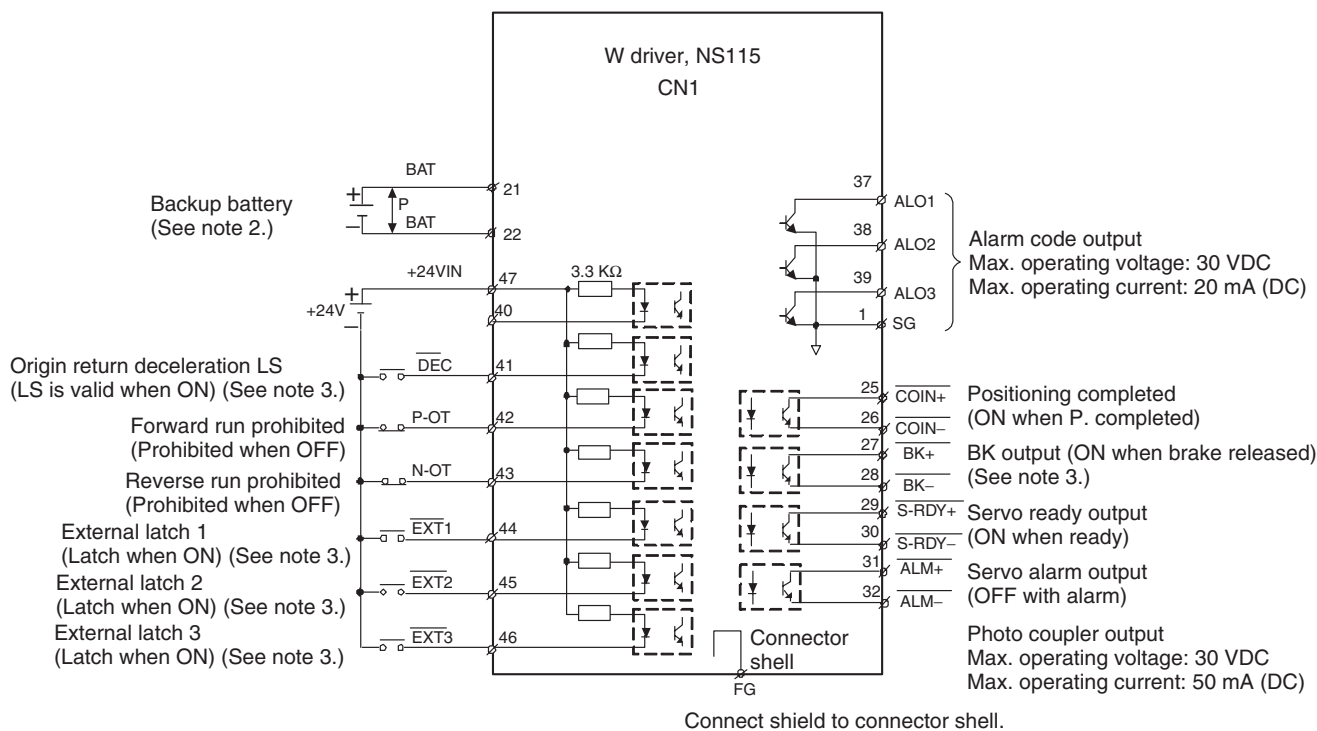 W driver, NS115
CN1
BAT
21
Backup battery
(See note 2.)
+
P
−
BAT
22
+24VIN
47
3.3 KΩ
+
+24V
−
40
Origin return deceleration LS
(LS is valid when ON) (See note 3.)
DEC
41
Forward run prohibited
(Prohibited when OFF)
P-OT
42
Reverse run prohibited
(Prohibited when OFF)
N-OT
43
External latch 1
(Latch when ON) (See note 3.)
EXT1
44
External latch 2
(Latch when ON) (See note 3.)
EXT2
45
External latch 3
(Latch when ON) (See note 3.)
EXT3
46
37
ALO1
38
ALO2
39
ALO3
1
SG
Alarm code output
Max. operating voltage: 30 VDC
Max. operating current: 20 mA (DC)
25
COIN+
26
COIN−
Positioning completed
(ON when P. completed)
27
BK+
28
BK−
BK output (ON when brake released)
(See note 3.)
29
S-RDY+
30
S-RDY−
Servo ready output
(ON when ready)
31
ALM+
32
ALM−
Servo alarm output
(OFF with alarm)
Photo coupler output
Max. operating voltage: 30 VDC
Max. operating current: 50 mA (DC)
Connector
shell
FG
Connect shield to connector shell.